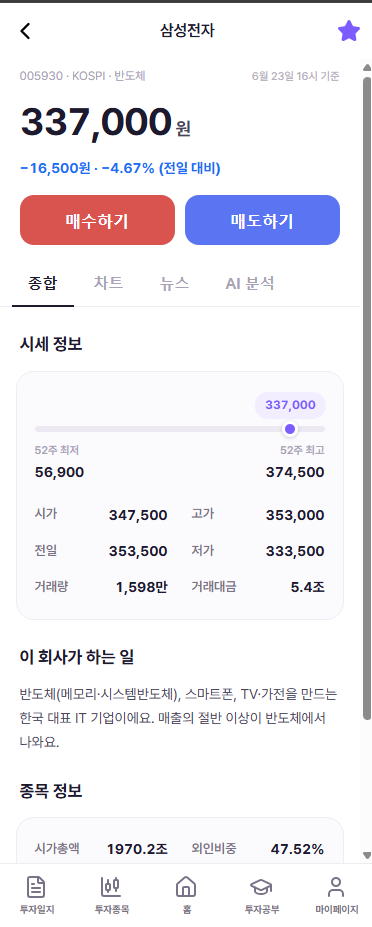 삼성전자
005930 · KOSPI · 반도체
6월 23일 16시 기준
337,000원
−16,500원 · −4.67% (전일 대비)
매수하기
매도하기
종합 차트 뉴스 AI 분석
시세 정보
337,000
52주 최저 52주 최고
56,900 374,500
시가 347,500 고가 353,000
전일 353,500 저가 333,500
거래량 1,598만 거래대금 5.4조
이 회사가 하는 일
반도체(메모리·시스템반도체), 스마트폰, TV·가전을 만드는
한국 대표 IT 기업이에요. 매출의 절반 이상이 반도체에서
나와요.
종목 정보
시가총액 1970.2조 외인비중 47.52%
투자일지 투자종목 홈 투자공부 마이페이지